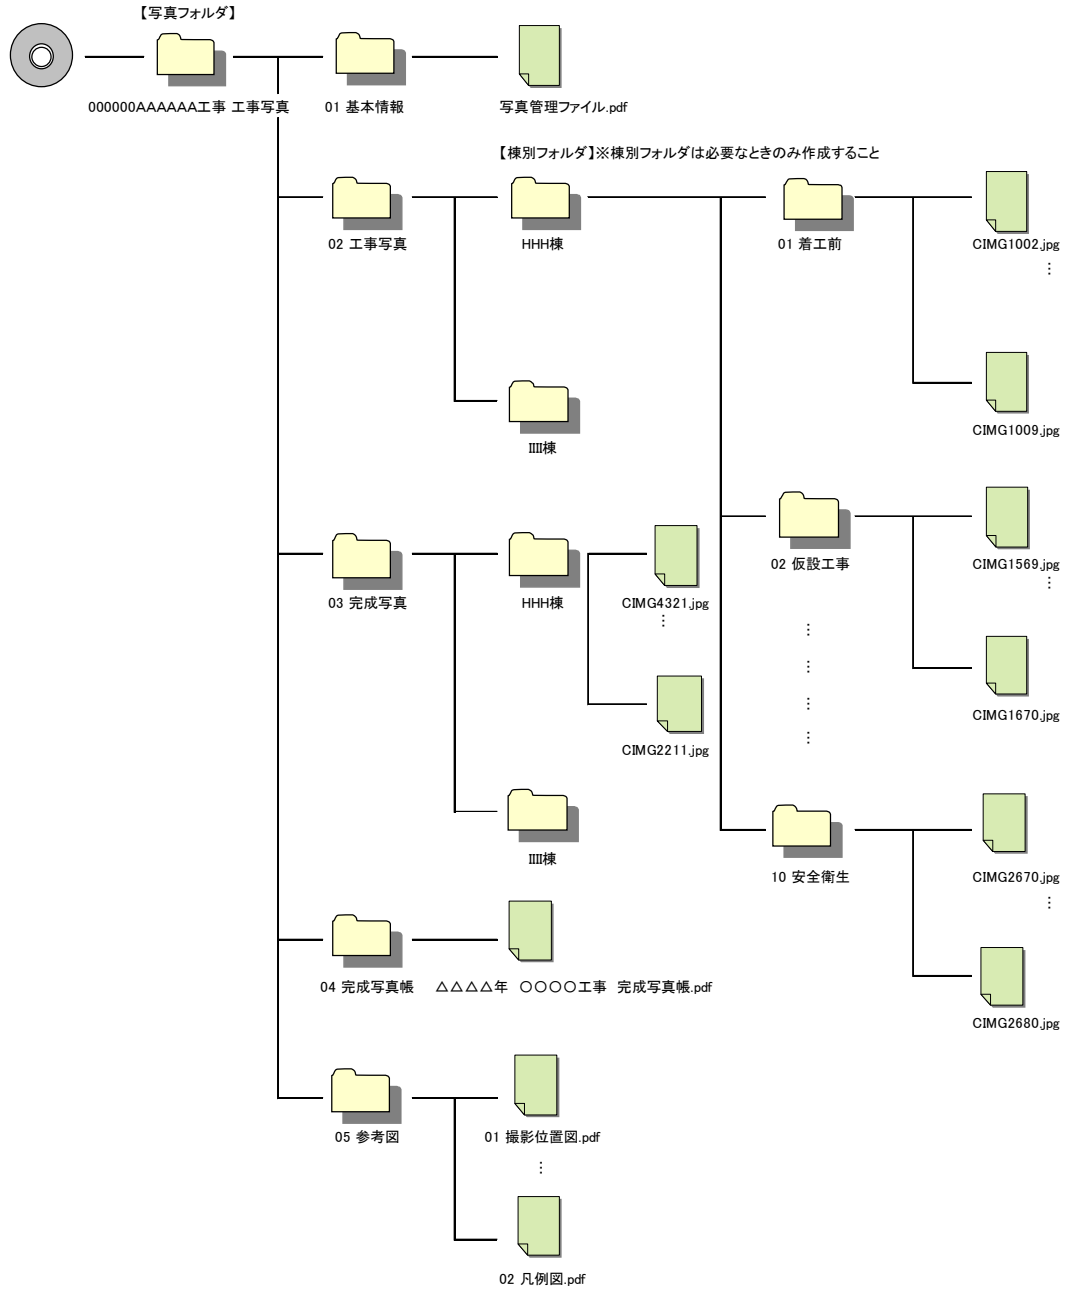 【写真フォルダ】
000000AAAAAA工事 工事写真
01 基本情報
写真管理ファイル.pdf
【棟別フォルダ】※棟別フォルダは必要なときのみ作成すること
02 工事写真
HHH棟
01 着工前
CIMG1002.jpg
…
CIMG1009.jpg
IIII棟
02 仮設工事
CIMG1569.jpg
…
03 完成写真
HHH棟
CIMG4321.jpg
…
…
…
…
…
CIMG1670.jpg
CIMG2211.jpg
IIII棟
10 安全衛生
CIMG2670.jpg
…
04 完成写真帳
△△△△年 ○○○○工事 完成写真帳.pdf
CIMG2680.jpg
05 参考図
01 撮影位置図.pdf
…
02 凡例図.pdf